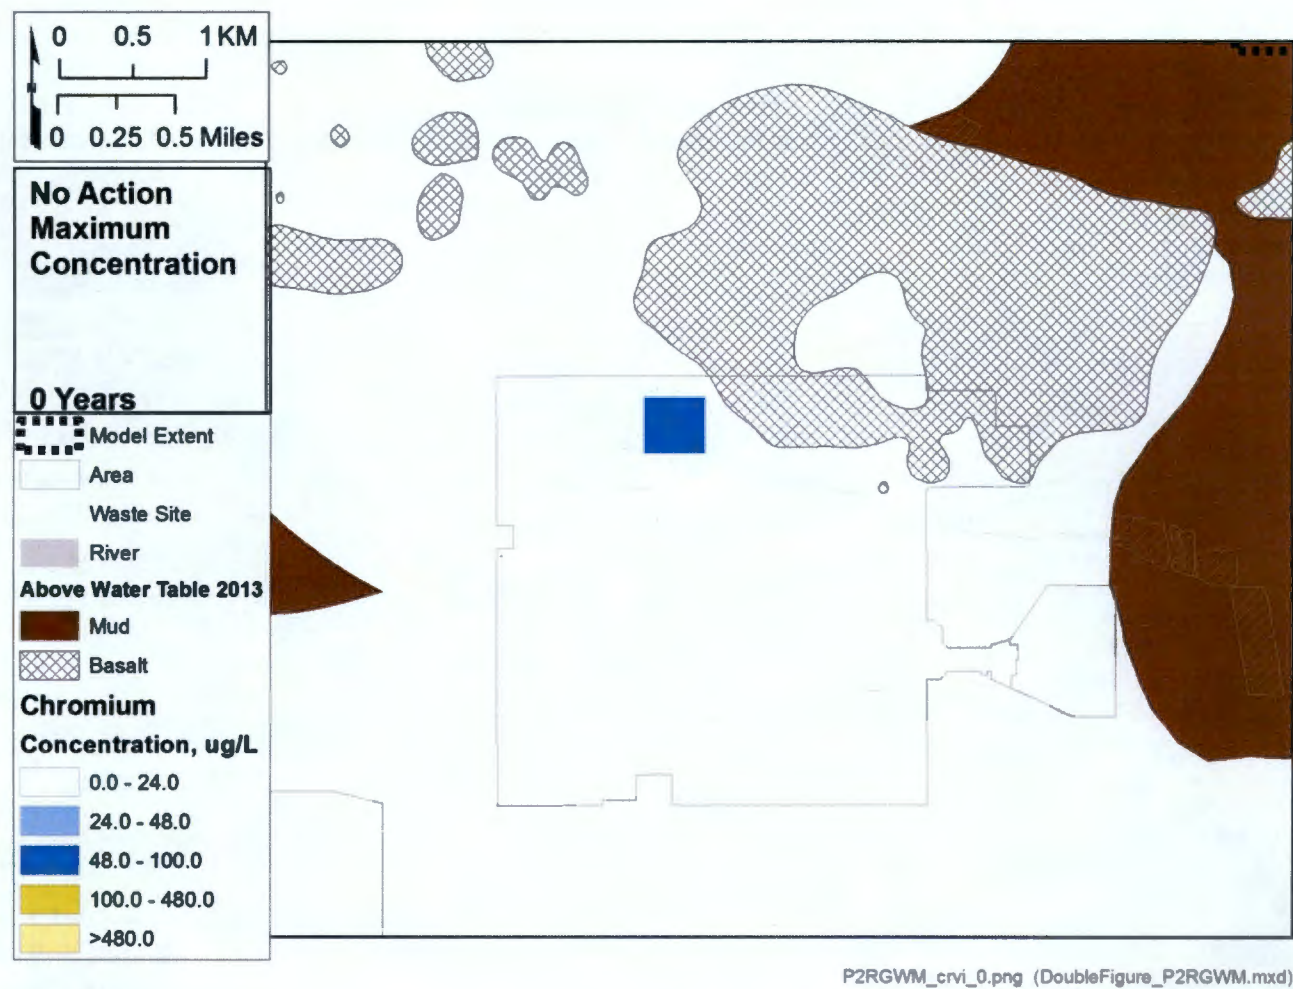 0 0.5 1 KM
0 0.25 0.5 Miles
No Action
Maximum
Concentration
0 Years
Model Extent
Area
Waste Site
River
Above Water Table 2013
Mud
Basalt
Chromium
Concentration, ug/L
0.0 - 24.0
24.0 - 48.0
48.0 - 100.0
100.0 - 480.0
>480.0
P2RGWM_crvi_0.png (DoubleFigure_P2RGWM.mxd)